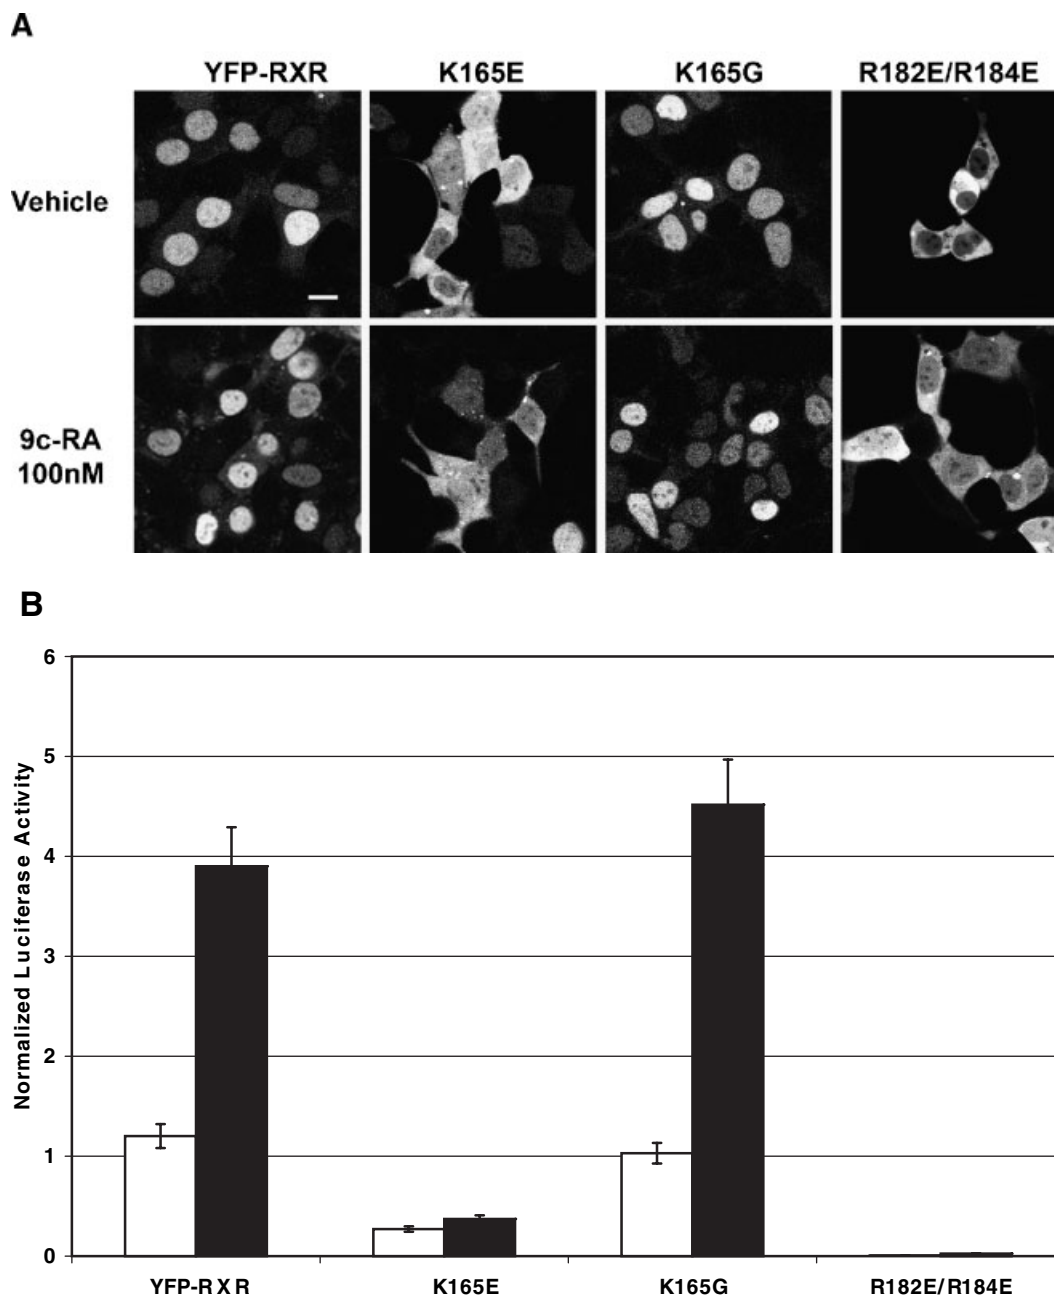 A
YFP-RXR K165E K165G R182E/R184E
Vehicle
9c-RA
100nM
B
Normalized Luciferase Activity
6
5
4
3
2
1
0
YFP-RXR K165E K165G R182E/R184E